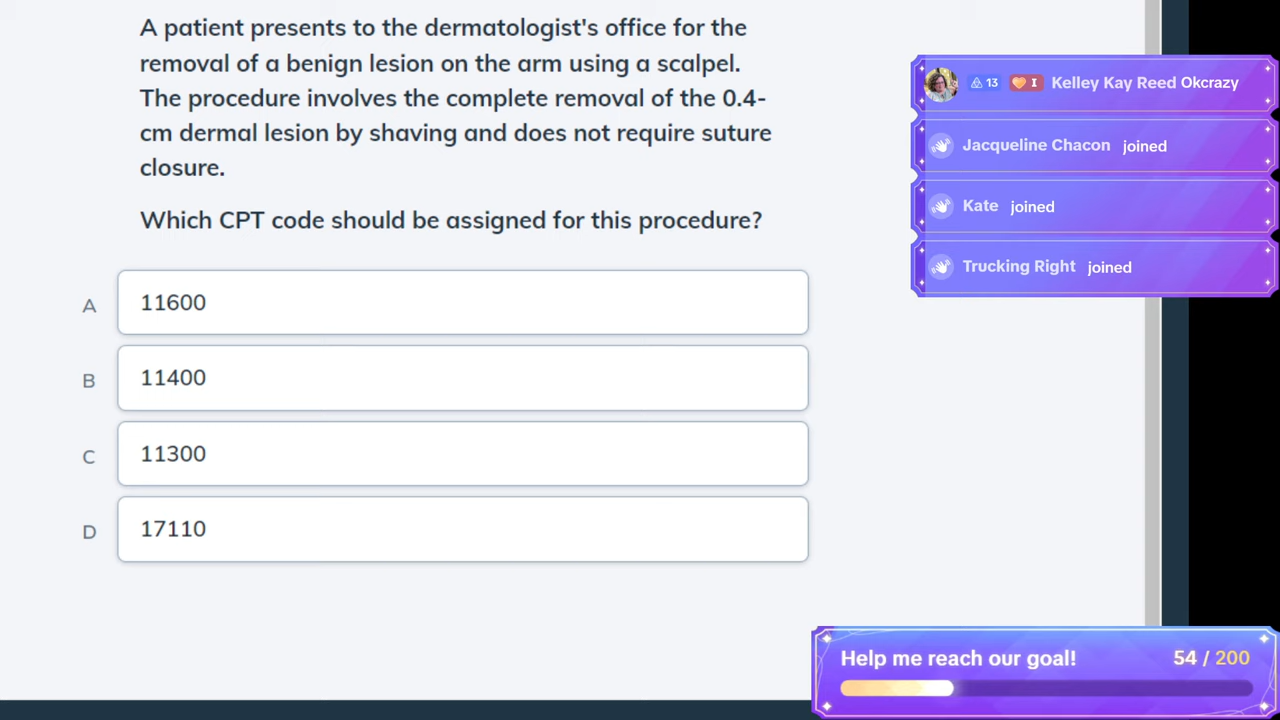 A patient presents to the dermatologist's office for the
removal of a benign lesion on the arm using a scalpel.
The procedure involves the complete removal of the 0.4-
cm dermal lesion by shaving and does not require suture
closure.
Which CPT code should be assigned for this procedure?
A 11600
B 11400
C 11300
D 17110
13 I Kelley Kay Reed Okcrazy
Jacqueline Chacon joined
Kate joined
Trucking Right joined
Help me reach our goal! 54 / 200